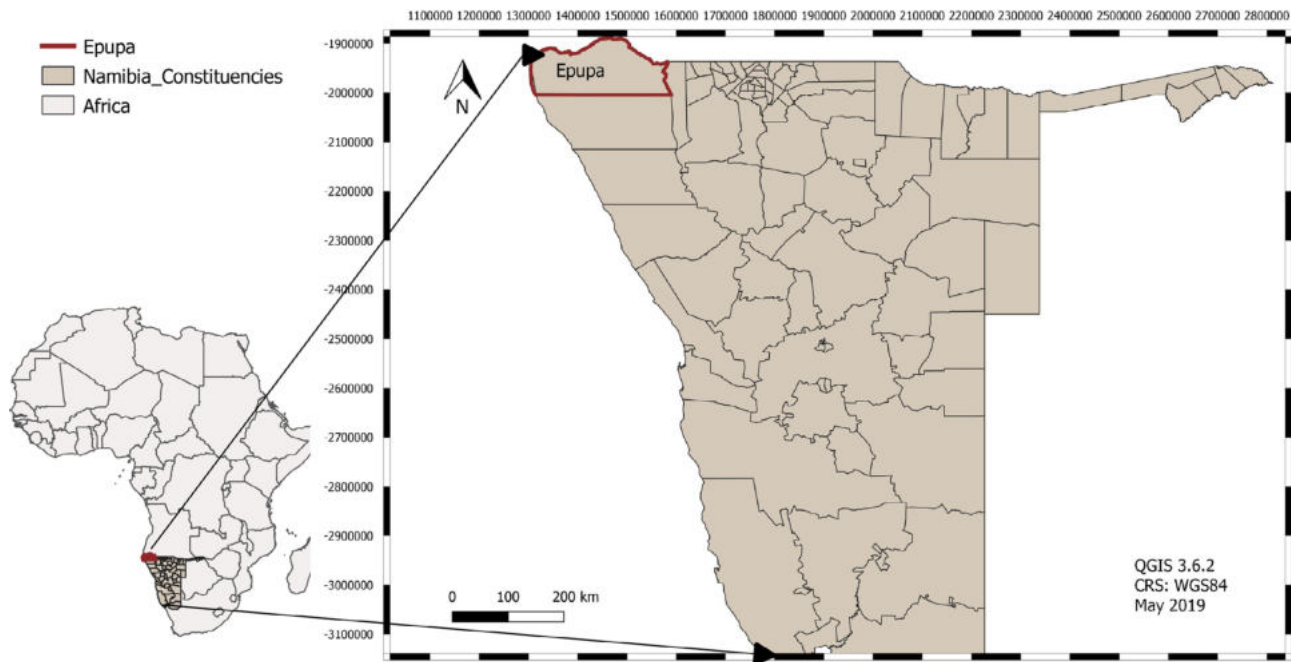 1100000 1200000 1300000 1400000 1500000 1600000 1700000 1800000 1900000 2000000 2100000 2200000 2300000 2400000 2500000 2600000 2700000 2800000
Epupa
Namibia_Constituencies
Africa
N
Epupa
-1900000
-2000000
-2100000
-2200000
-2300000
-2400000
-2500000
-2600000
-2700000
-2800000
-2900000
-3000000
-3100000
0 100 200 km
QGIS 3.6.2
CRS: WGS84
May 2019